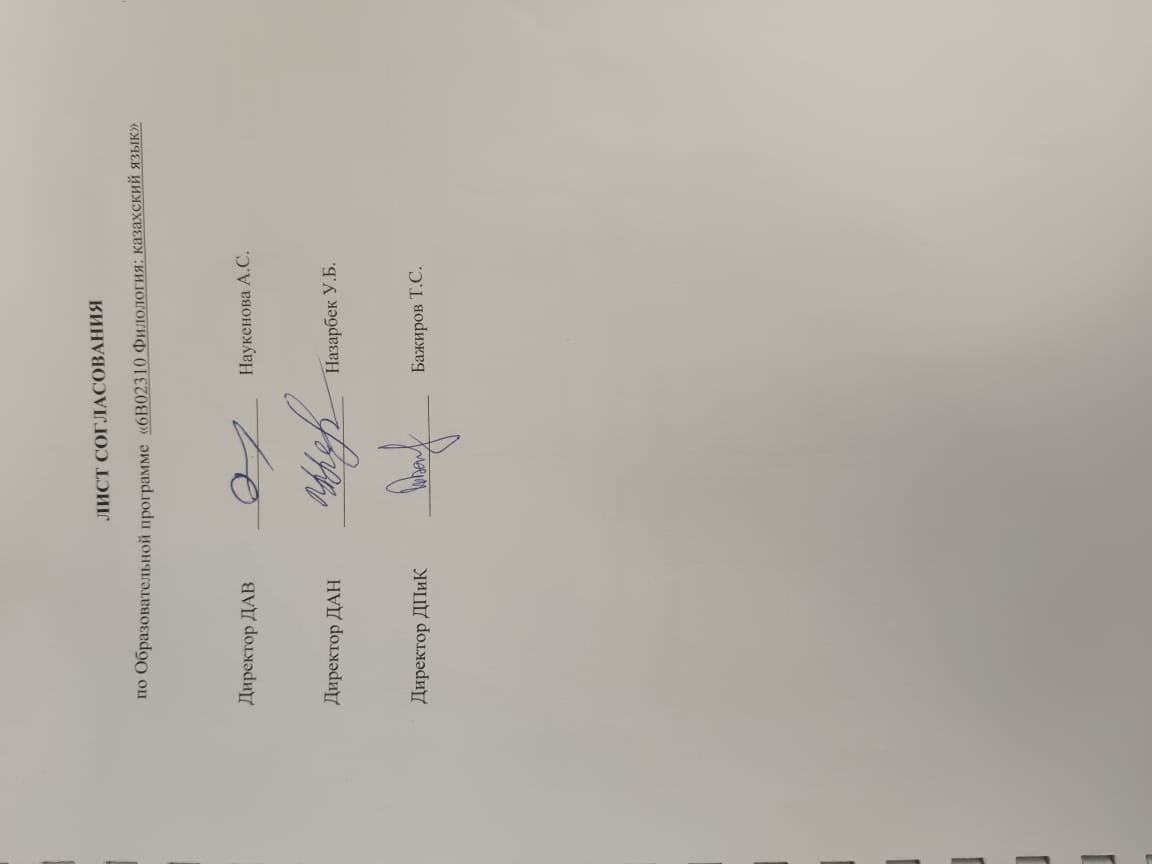 ЛИСТ СОГЛАСОВАНИЯ
по Образовательной программе «6В02310 Филология: казахский язык»
Директор ДАВ Наукенова А.С.
Директор ДАН Назарбек У.Б.
Директор ДПиК Бажиров Т.С.